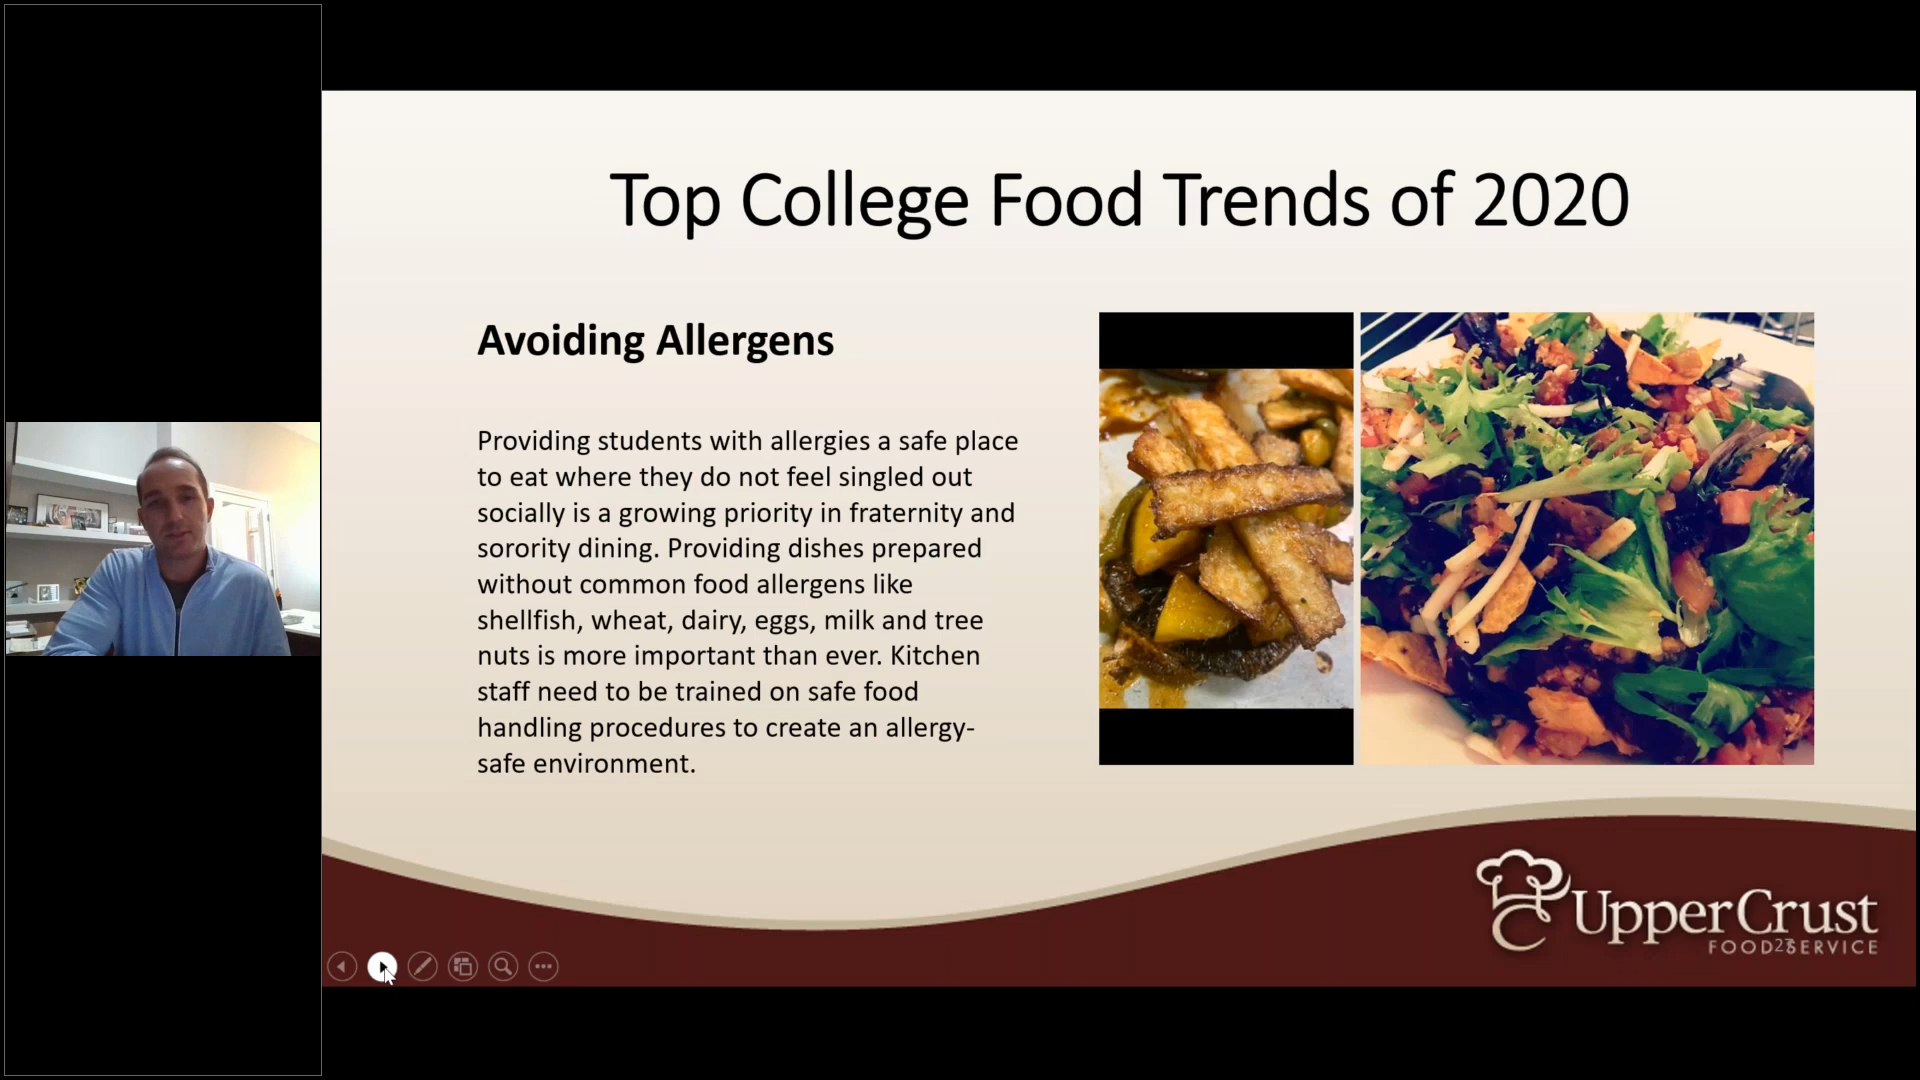 Top College Food Trends of 2020
Avoiding Allergens
Providing students with allergies a safe place
to eat where they do not feel singled out
socially is a growing priority in fraternity and
sorority dining. Providing dishes prepared
without common food allergens like
shellfish, wheat, dairy, eggs, milk and tree
nuts is more important than ever. Kitchen
staff need to be trained on safe food
handling procedures to create an allergy-
safe environment.
UpperCrust
FOOD SERVICE